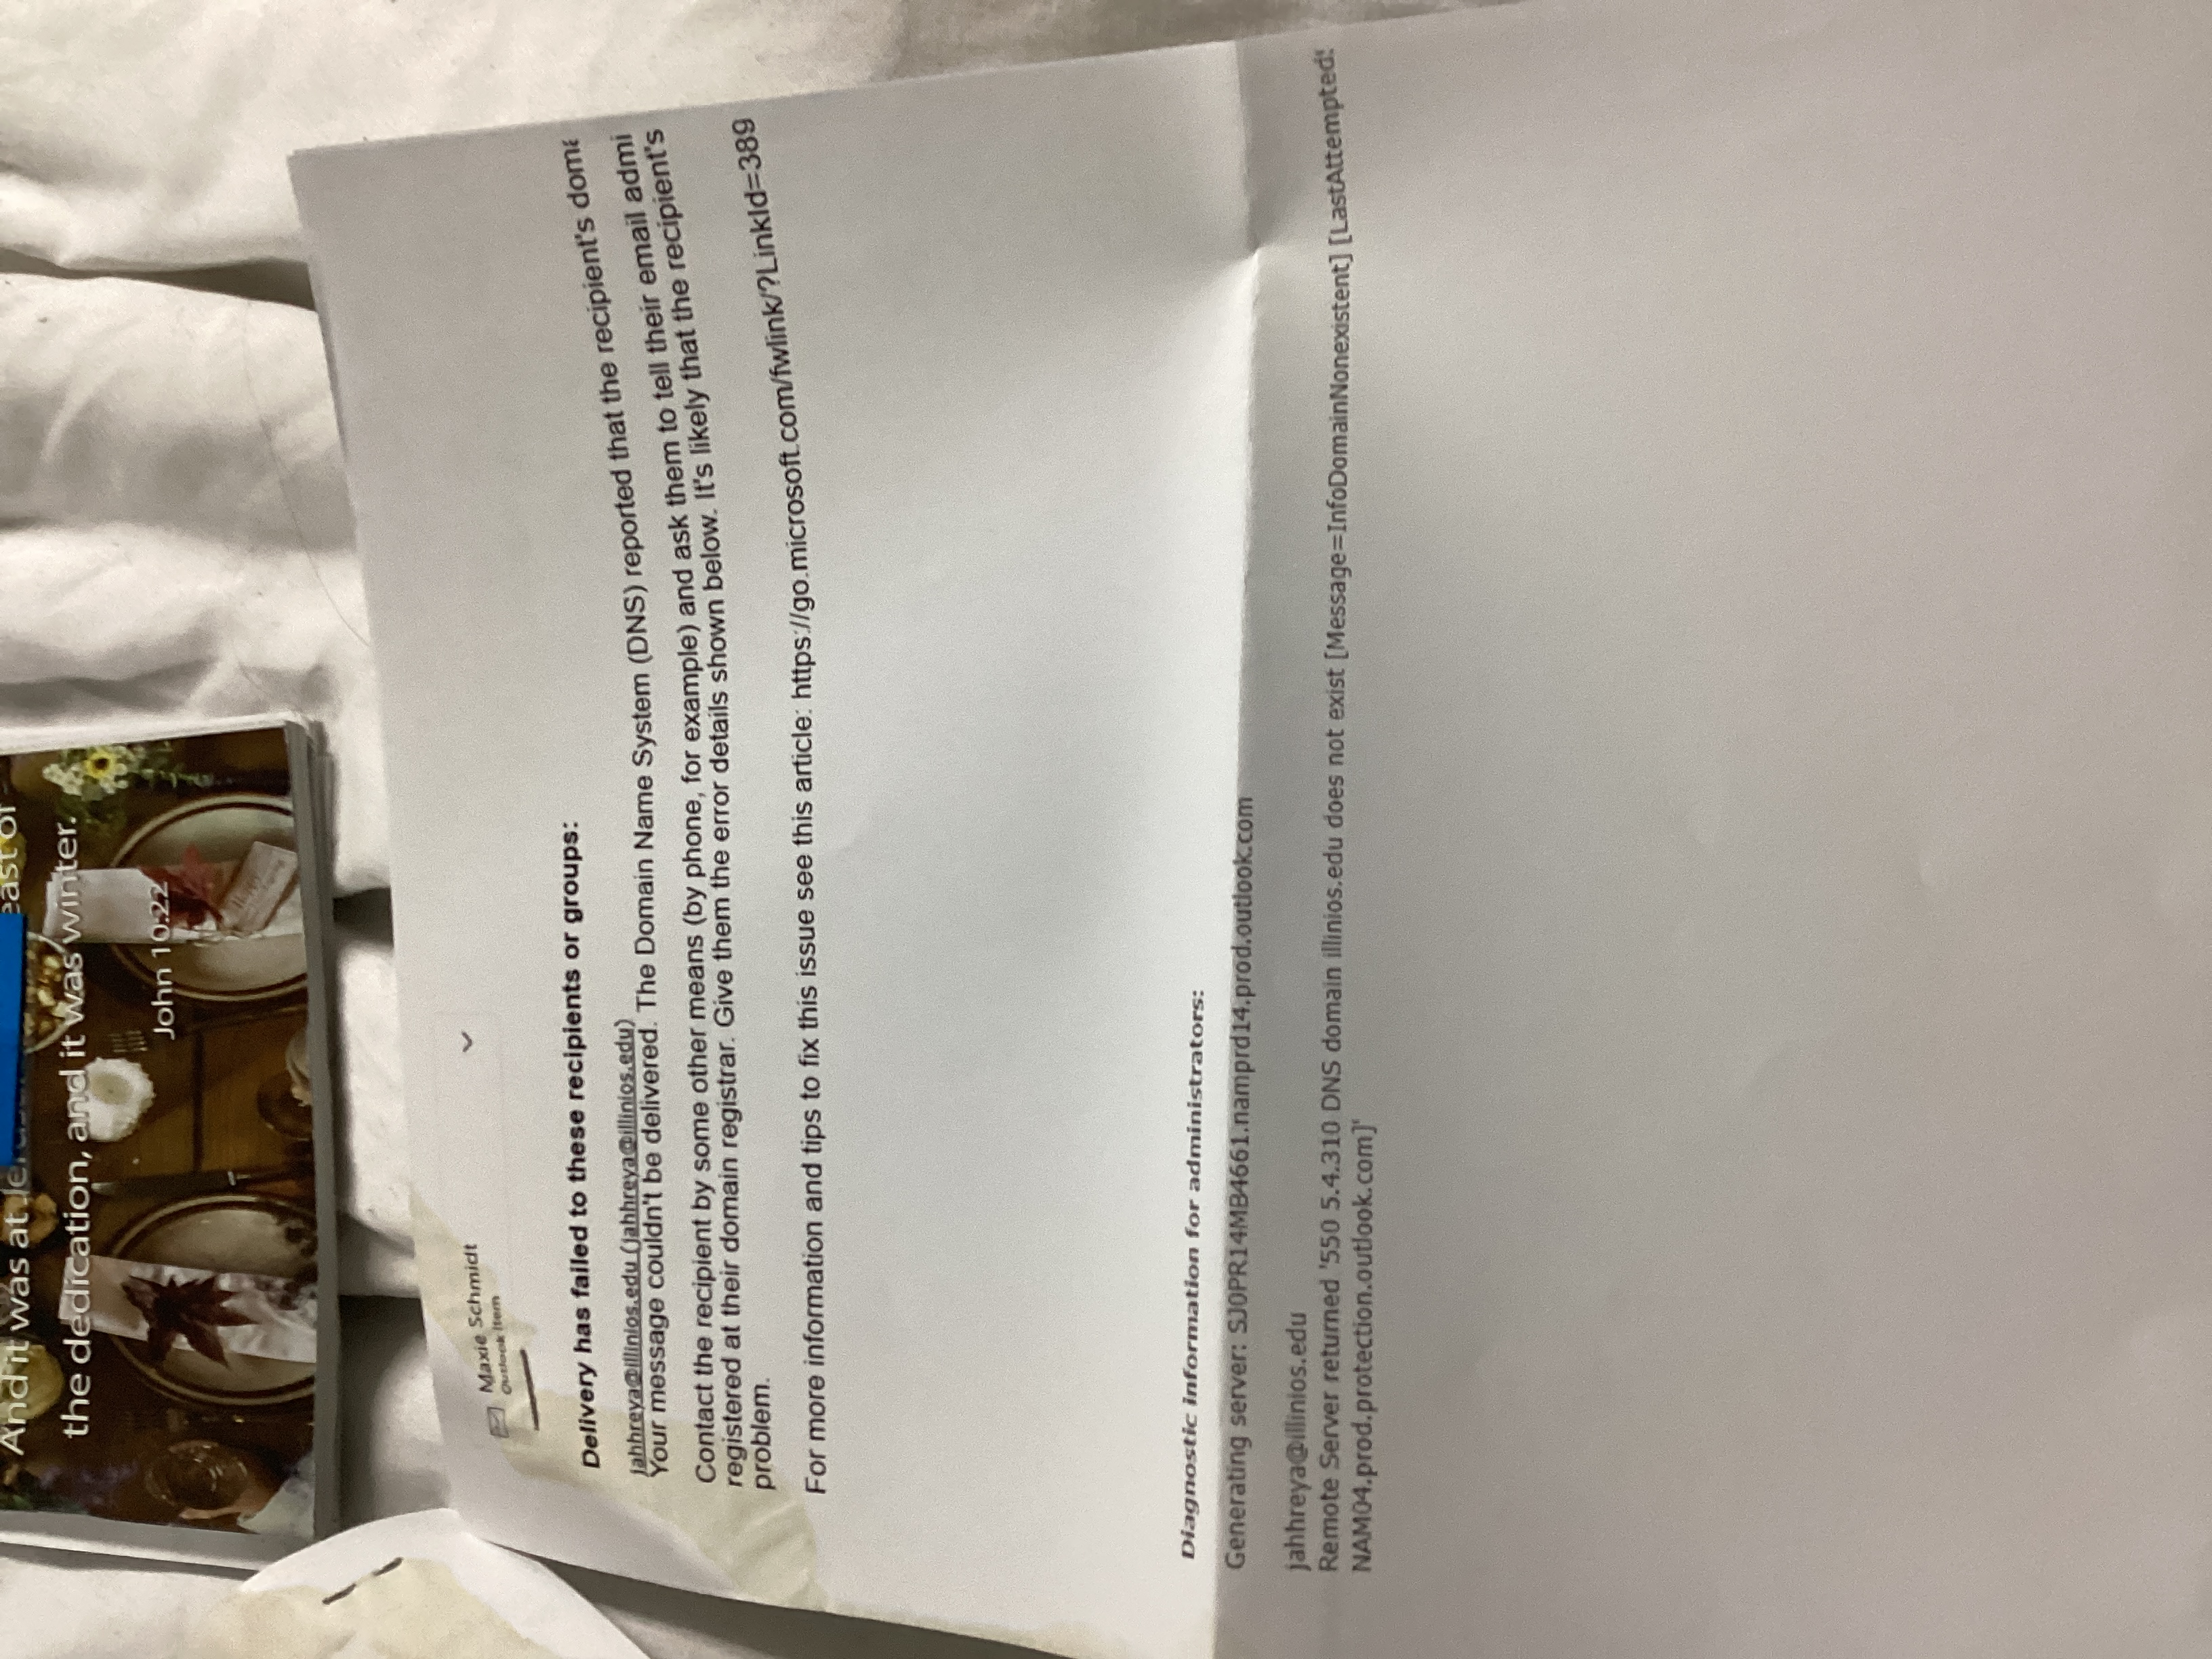 And it was at east of
the dedication, and it was winter.
John 10:22
Maxie Schmidt
Outlook Item
Delivery has failed to these recipients or groups:
jahhreya@illinios.edu (jahhreya@illinios.edu)
Your message couldn't be delivered. The Domain Name System (DNS) reported that the recipient's doma
Contact the recipient by some other means (by phone, for example) and ask them to tell their email admi
registered at their domain registrar. Give them the error details shown below. It's likely that the recipient's
problem.
For more information and tips to fix this issue see this article: https://go.microsoft.com/fwlink/?LinkId=389
Diagnostic information for administrators:
Generating server: SJ0PR14MB4661.namprd14.prod.outlook.com
jahhreya@illinios.edu
Remote Server returned '550 5.4.310 DNS domain illinios.edu does not exist [Message=InfoDomainNonexistent] [LastAttemptedS
NAM04.prod.protection.outlook.com]'